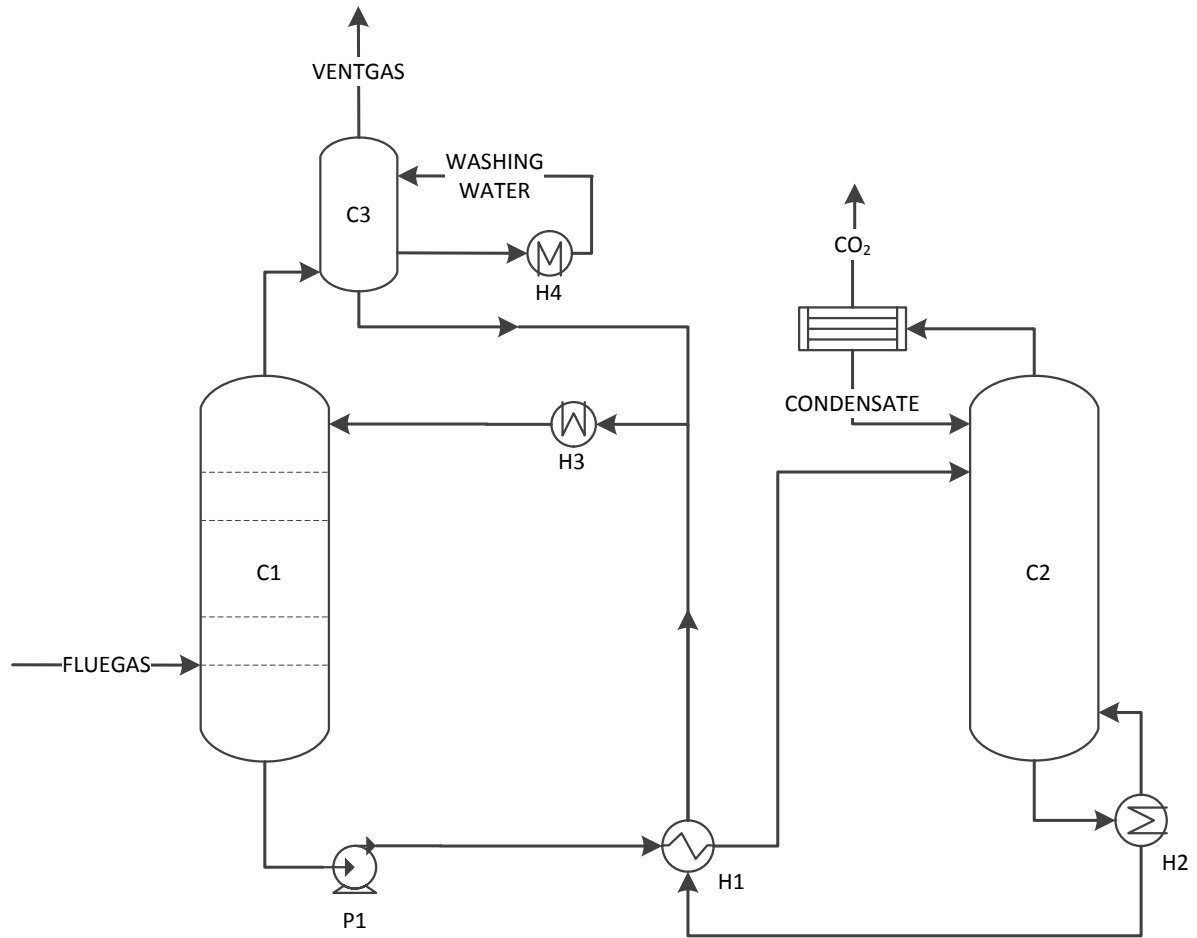 VENTGAS
WASHING
WATER
C3
H4
CO₂
CONDENSATE
H3
C1
C2
FLUEGAS
H1
H2
P1